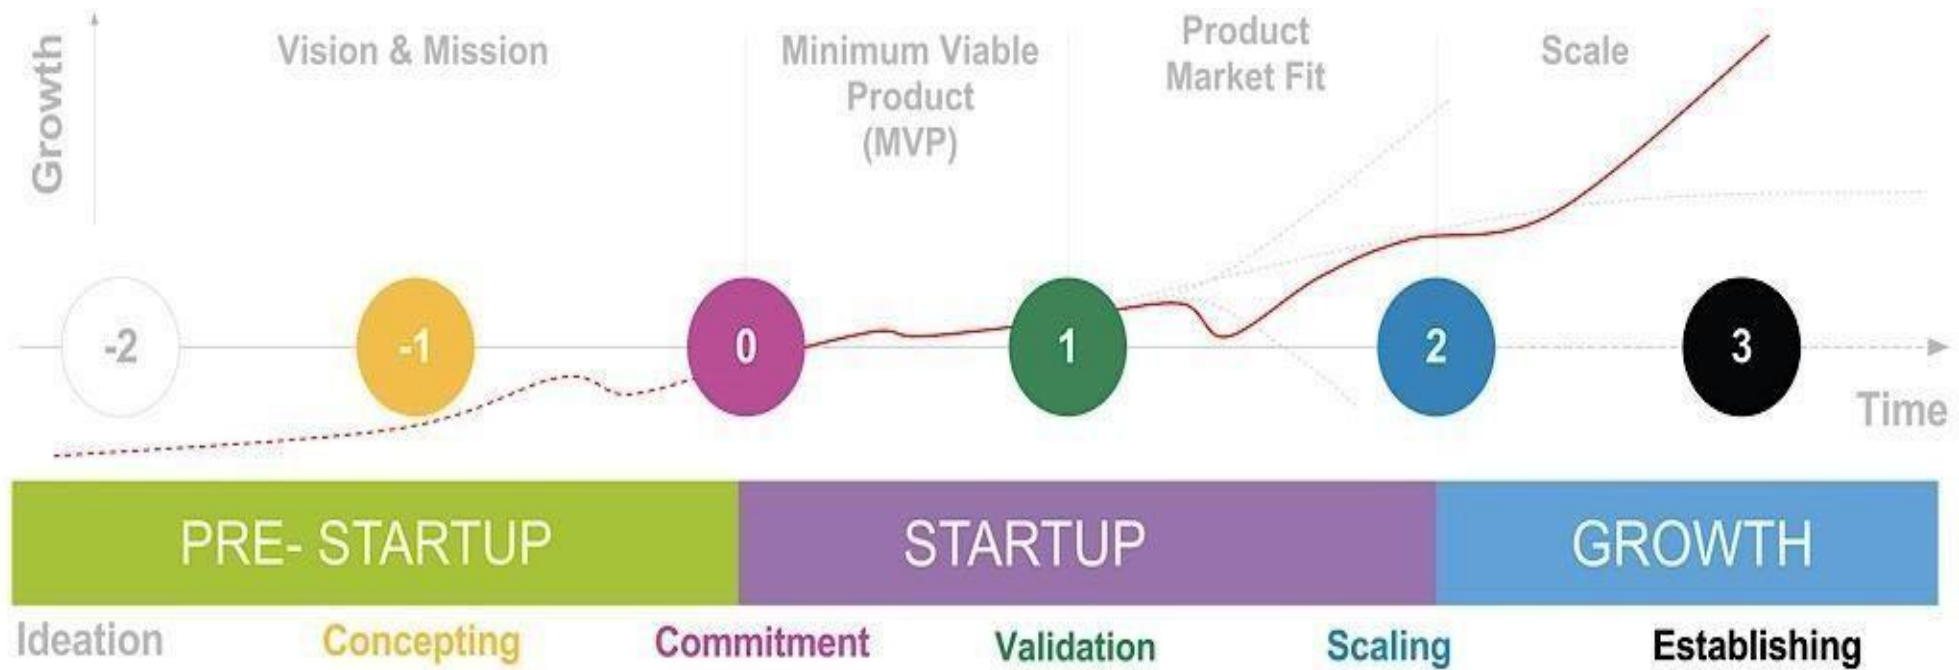 Growth
Vision & Mission
Minimum Viable
Product
(MVP)
Product
Market Fit
Scale
-2
-1
0
1
2
3
Time
PRE- STARTUP
STARTUP
GROWTH
Ideation
Concepting
Commitment
Validation
Scaling
Establishing